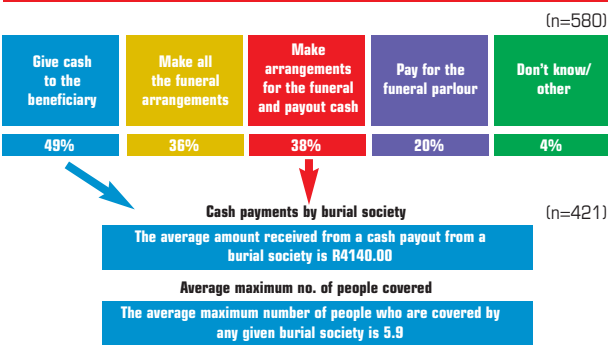 (n=580)
Give cash
to the
beneficiary
Make all
the funeral
arrangements
Make
arrangements
for the funeral
and payout cash
Pay for the
funeral parlour
Don't know/
other
49%
36%
38%
20%
4%
Cash payments by burial society
(n=421)
The average amount received from a cash payout from a
burial society is R4140.00
Average maximum no. of people covered
The average maximum number of people who are covered by
any given burial society is 5.9